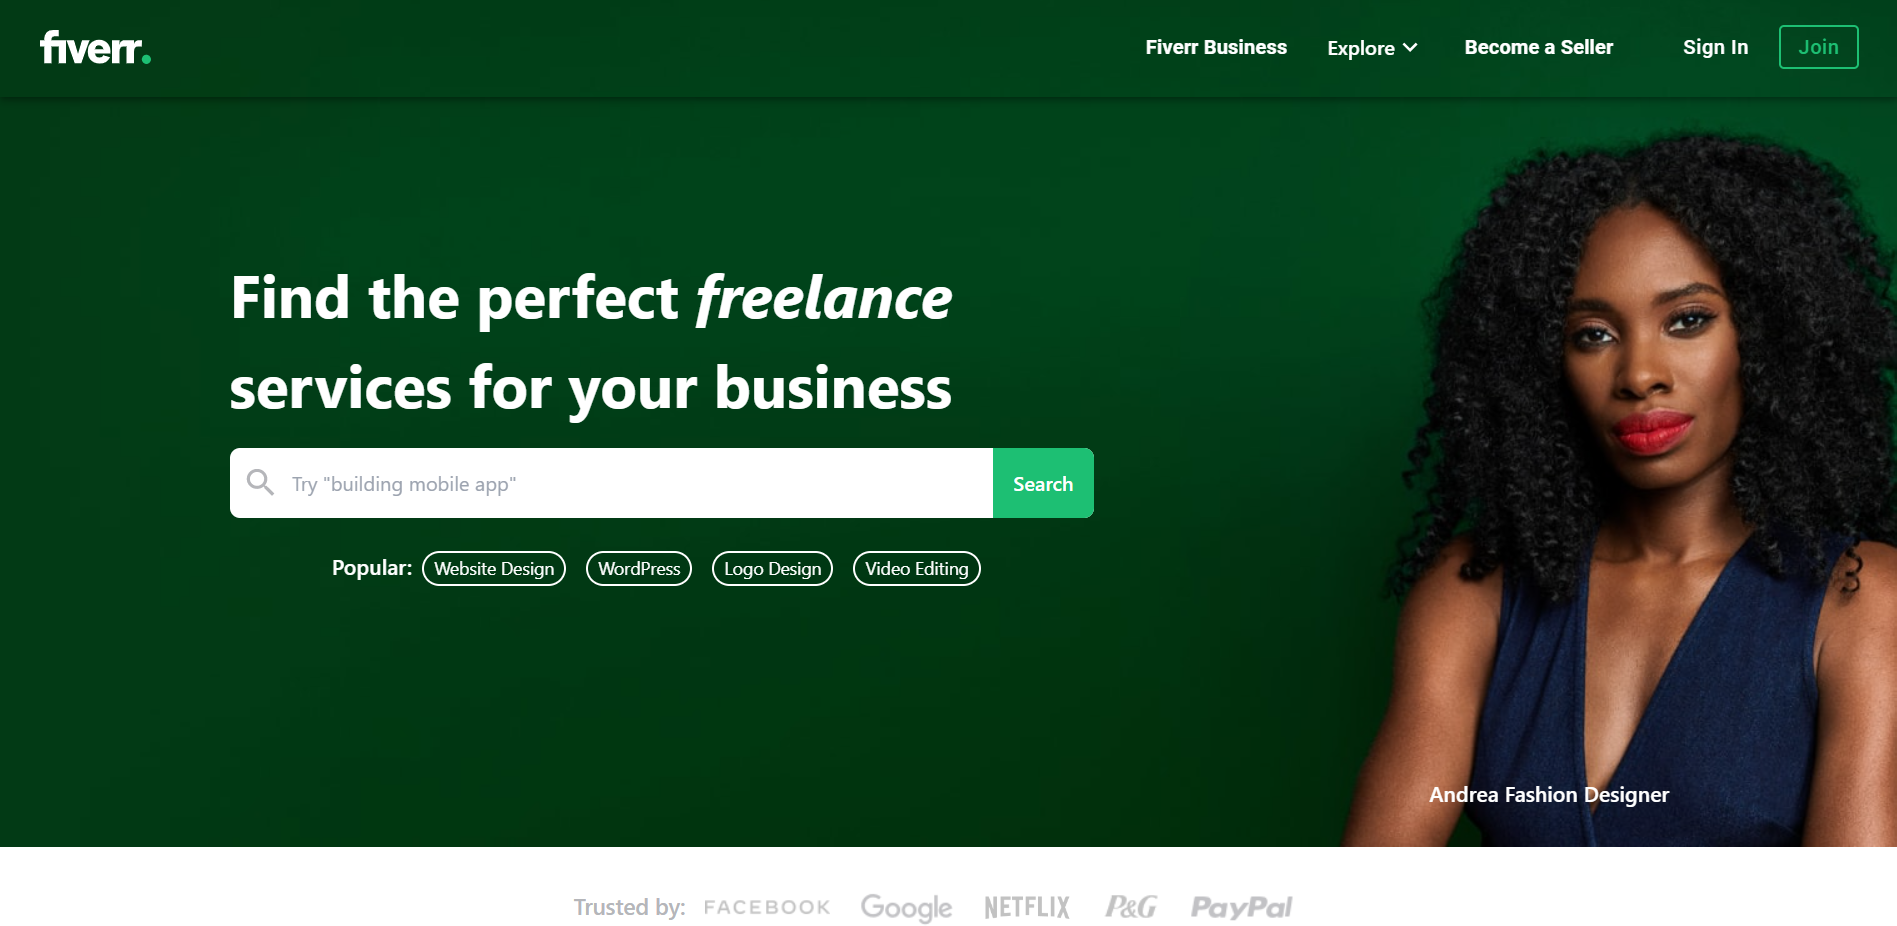 fiverr.
Fiverr Business
Explore
Become a Seller
Sign In
Join
Find the perfect freelance
services for your business
Try "building mobile app"
Search
Popular:
Website Design
WordPress
Logo Design
Video Editing
Andrea Fashion Designer
Trusted by:
FACEBOOK
Google
NETFLIX
P&G
PayPal